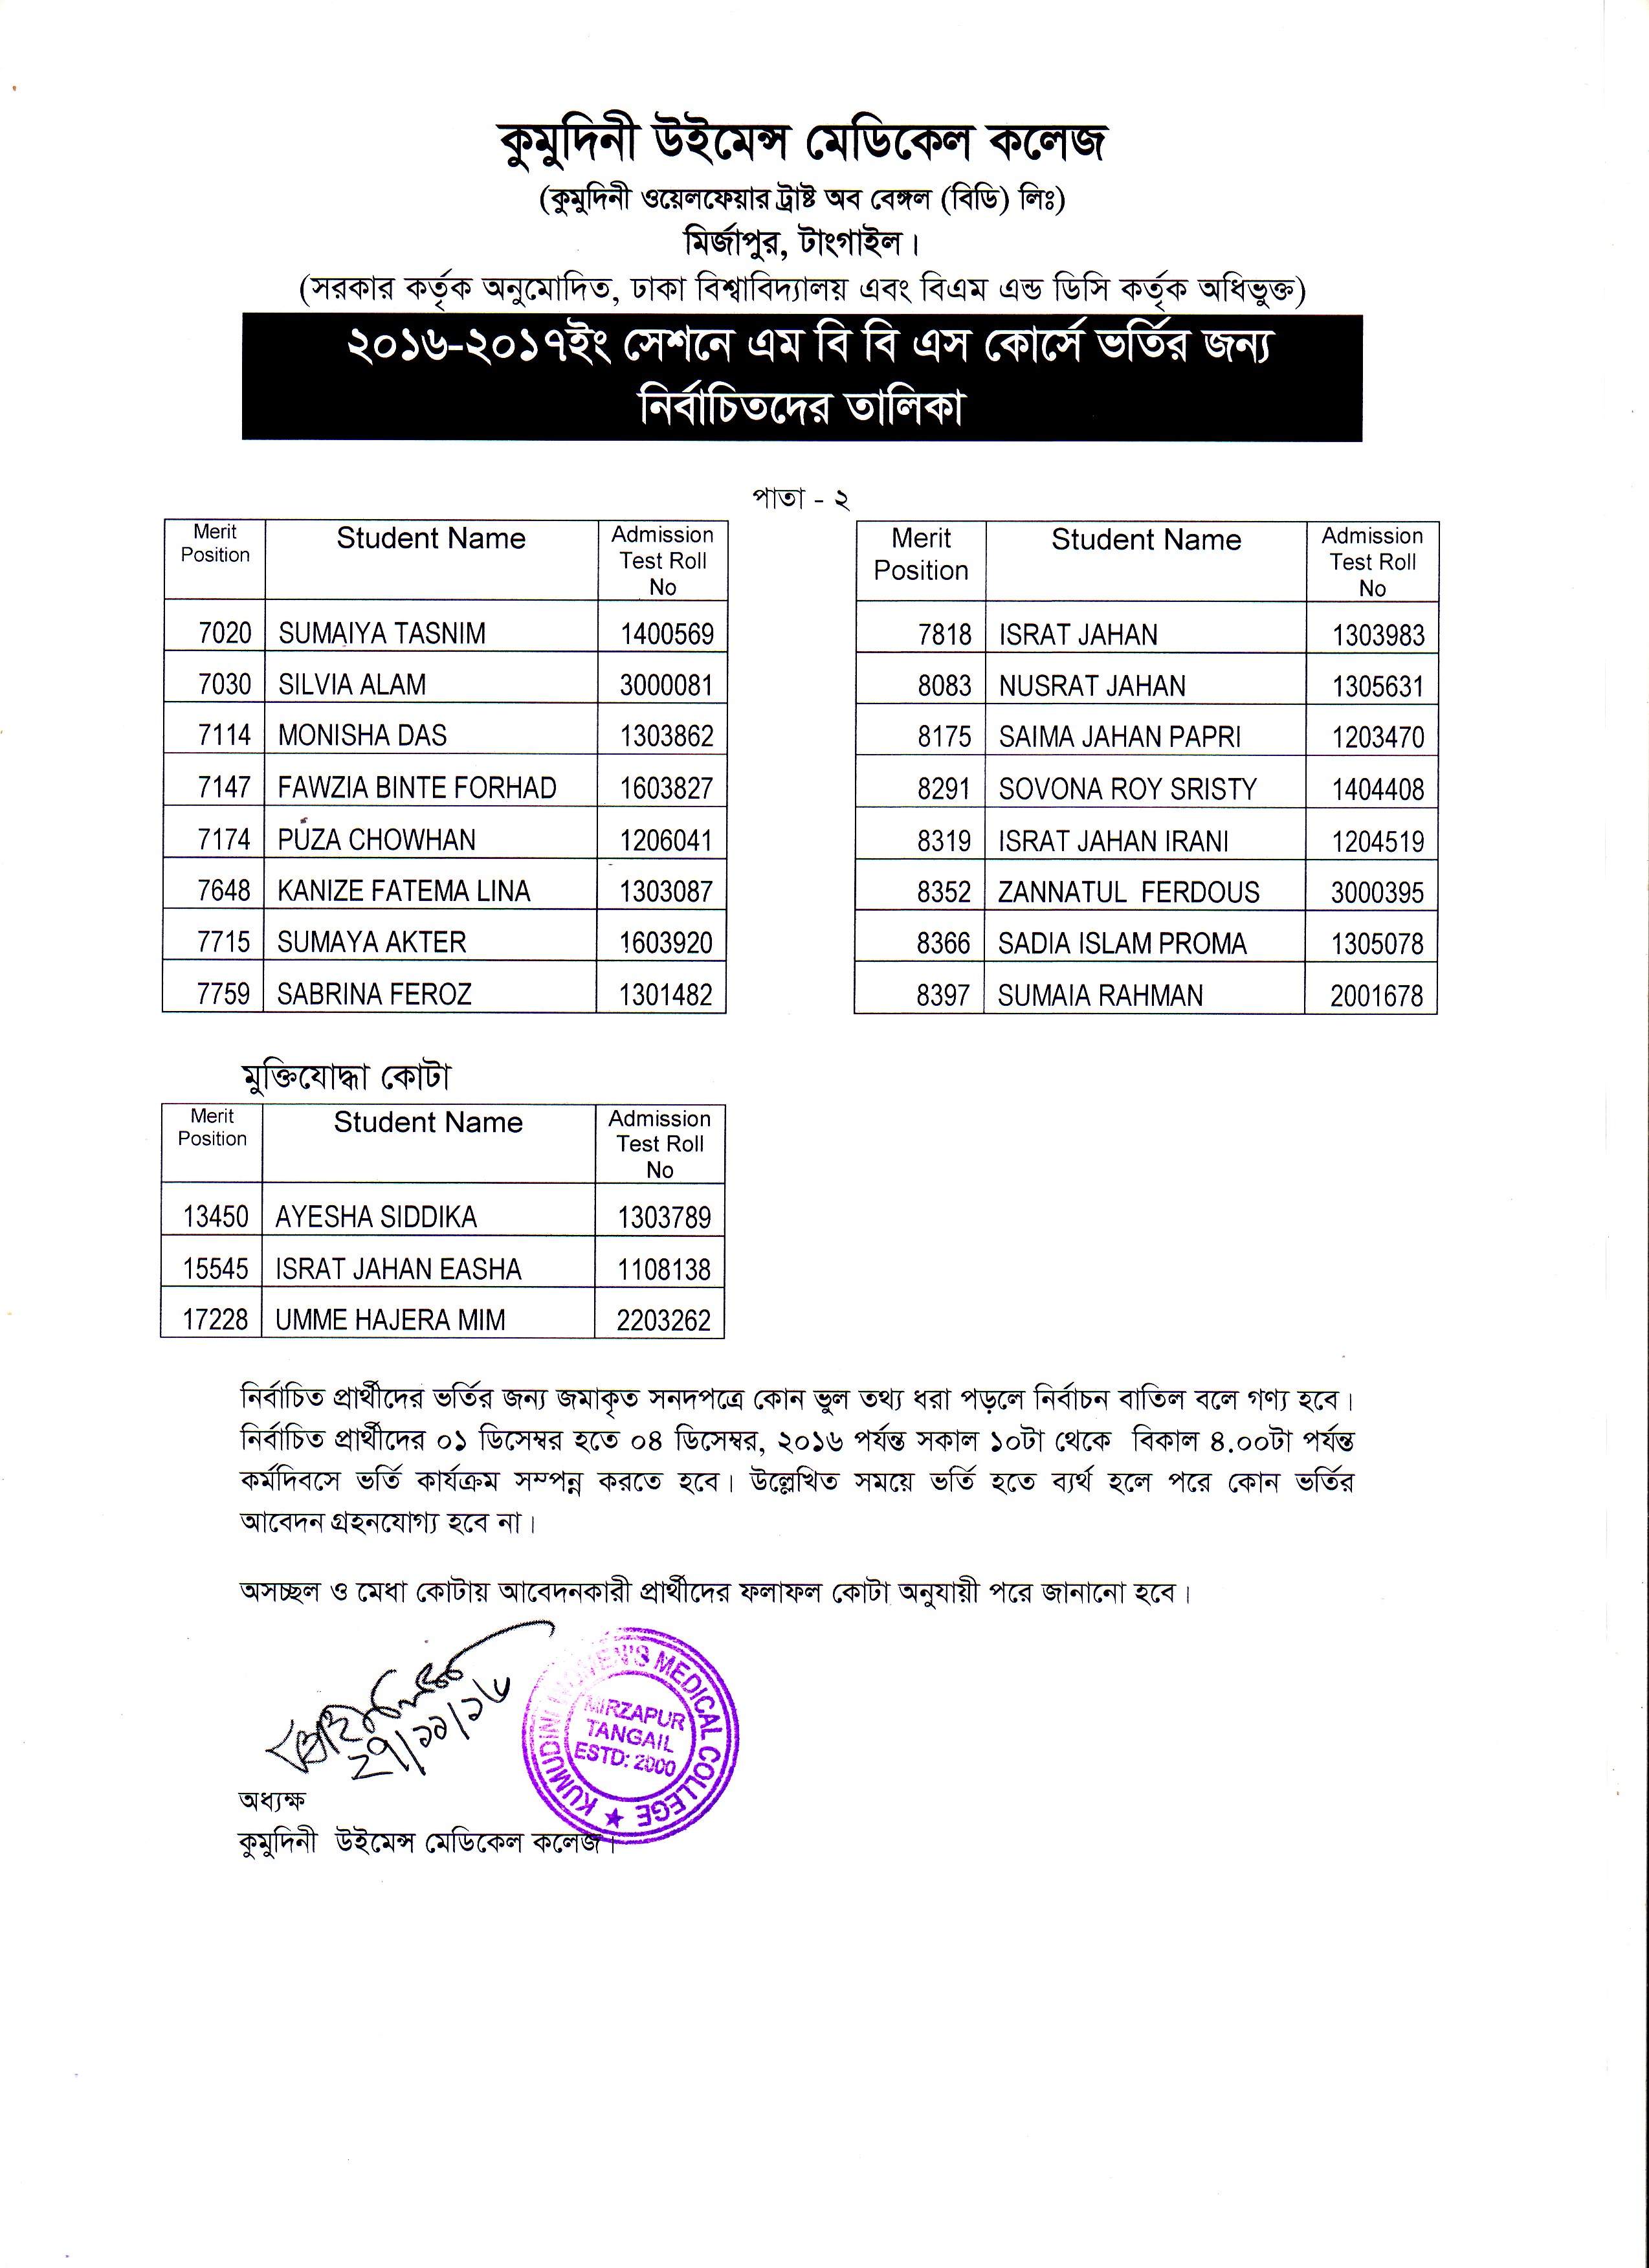 কুমুদিনী উইমেন্স মেডিকেল কলেজ
(কুমুদিনী ওয়েলফেয়ার ট্রাষ্ট অব বেঙ্গল (বিডি) লিঃ)
মির্জাপুর, টাংগাইল।
(সরকার কর্তৃক অনুমোদিত, ঢাকা বিশ্বাবিদ্যালয় এবং বিএম এন্ড ডিসি কর্তৃক অধিভুক্ত)
২০১৬-২০১৭ইং সেশনে এম বি বি এস কোর্সে ভর্তির জন্য
নির্বাচিতদের তালিকা
পাতা - ২
Merit Position Student Name Admission Test Roll No
7020 SUMAIYA TASNIM 1400569
7030 SILVIA ALAM 3000081
7114 MONISHA DAS 1303862
7147 FAWZIA BINTE FORHAD 1603827
7174 PUZA CHOWHAN 1206041
7648 KANIZE FATEMA LINA 1303087
7715 SUMAYA AKTER 1603920
7759 SABRINA FEROZ 1301482
Merit Position Student Name Admission Test Roll No
7818 ISRAT JAHAN 1303983
8083 NUSRAT JAHAN 1305631
8175 SAIMA JAHAN PAPRI 1203470
8291 SOVONA ROY SRISTY 1404408
8319 ISRAT JAHAN IRANI 1204519
8352 ZANNATUL FERDOUS 3000395
8366 SADIA ISLAM PROMA 1305078
8397 SUMAIA RAHMAN 2001678
মুক্তিযোদ্ধা কোটা
Merit Position Student Name Admission Test Roll No
13450 AYESHA SIDDIKA 1303789
15545 ISRAT JAHAN EASHA 1108138
17228 UMME HAJERA MIM 2203262
নির্বাচিত প্রার্থীদের ভর্তির জন্য জমাকৃত সনদপত্রে কোন ভুল তথ্য ধরা পড়লে নির্বাচন বাতিল বলে গণ্য হবে।
নির্বাচিত প্রার্থীদের ০১ ডিসেম্বর হতে ০৪ ডিসেম্বর, ২০১৬ পর্যন্ত সকাল ১০টা থেকে বিকাল ৪.০০টা পর্যন্ত
কর্মদিবসে ভর্তি কার্যক্রম সম্পন্ন করতে হবে। উল্লেখিত সময়ে ভর্তি হতে ব্যর্থ হলে পরে কোন ভর্তির
আবেদন গ্রহনযোগ্য হবে না।
অসচ্ছল ও মেধা কোটায় আবেদনকারী প্রার্থীদের ফলাফল কোটা অনুযায়ী পরে জানানো হবে।
২৭/১১/১৬
KUMUDINI WOMEN'S MEDICAL COLLEGE ★
MIRZAPUR
TANGAIL
ESTD: 2000
অধ্যক্ষ
কুমুদিনী উইমেন্স মেডিকেল কলেজ।